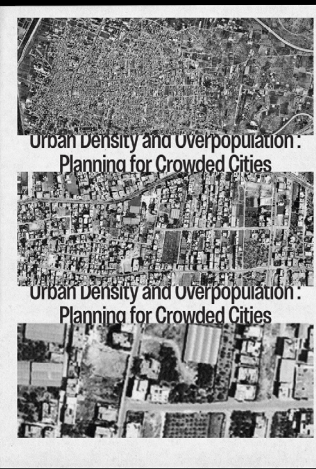 Urban Density and Overpopulation :
Planning for Crowded Cities
Urban Density and Overpopulation :
Planning for Crowded Cities